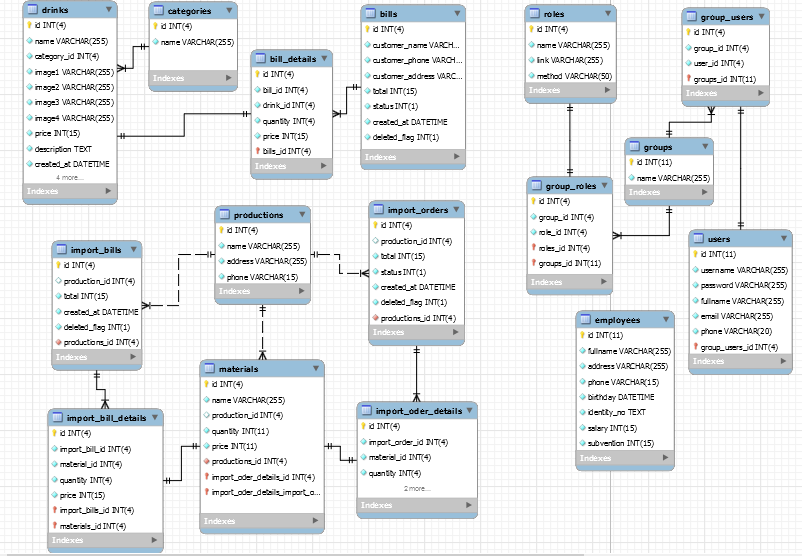 drinks
id INT(4)
name VARCHAR(255)
category_id INT(4)
image1 VARCHAR(255)
image2 VARCHAR(255)
image3 VARCHAR(255)
image4 VARCHAR(255)
price INT(15)
description TEXT
created_at DATETIME
4 more...
Indexes
categories
id INT(4)
name VARCHAR(255)
Indexes
bill_details
id INT(4)
bill_id INT(4)
drink_id INT(4)
quantity INT(4)
price INT(15)
bills_id INT(4)
Indexes
bills
id INT(4)
customer_name VARCH...
customer_phone VARCH...
customer_address VARC...
total INT(15)
status INT(1)
created_at DATETIME
deleted_flag INT(1)
Indexes
roles
id INT(4)
name VARCHAR(255)
link VARCHAR(255)
method VARCHAR(50)
Indexes
group_users
id INT(4)
group_id INT(4)
user_id INT(4)
groups_id INT(11)
Indexes
groups
id INT(11)
name VARCHAR(255)
Indexes
group_roles
id INT(4)
group_id INT(4)
role_id INT(4)
roles_id INT(4)
groups_id INT(11)
Indexes
users
id INT(11)
username VARCHAR(255)
password VARCHAR(255)
fullname VARCHAR(255)
email VARCHAR(255)
phone VARCHAR(20)
group_users_id INT(4)
Indexes
productions
id INT(4)
name VARCHAR(255)
address VARCHAR(255)
phone VARCHAR(15)
Indexes
import_orders
id INT(4)
production_id INT(4)
total INT(15)
status INT(1)
created_at DATETIME
deleted_flag INT(1)
productions_id INT(4)
Indexes
import_bills
id INT(4)
production_id INT(4)
total INT(15)
created_at DATETIME
deleted_flag INT(1)
productions_id INT(4)
Indexes
employees
id INT(11)
fullname VARCHAR(255)
address VARCHAR(255)
phone VARCHAR(15)
birthday DATETIME
identity_no TEXT
salary INT(15)
subvention INT(15)
Indexes
materials
id INT(4)
name VARCHAR(255)
production_id INT(4)
quantity INT(11)
price INT(11)
productions_id INT(4)
import_oder_details_id INT(4)
import_oder_details_import_o...
Indexes
import_bill_details
id INT(4)
import_bill_id INT(4)
material_id INT(4)
quantity INT(4)
price INT(15)
import_bills_id INT(4)
materials_id INT(4)
Indexes
import_oder_details
id INT(4)
import_order_id INT(4)
material_id INT(4)
quantity INT(4)
2 more...
Indexes